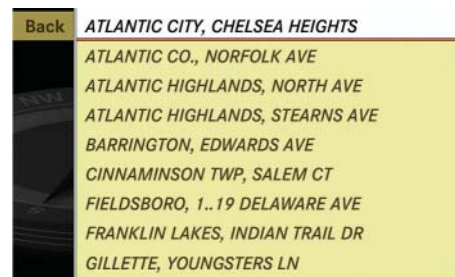 Back
ATLANTIC CITY, CHELSEA HEIGHTS
ATLANTIC CO., NORFOLK AVE
ATLANTIC HIGHLANDS, NORTH AVE
ATLANTIC HIGHLANDS, STEARNS AVE
BARRINGTON, EDWARDS AVE
CINNAMINSON TWP, SALEM CT
FIELDSBORO, 1..19 DELAWARE AVE
FRANKLIN LAKES, INDIAN TRAIL DR
GILLETTE, YOUNGSTERS LN
NW
S